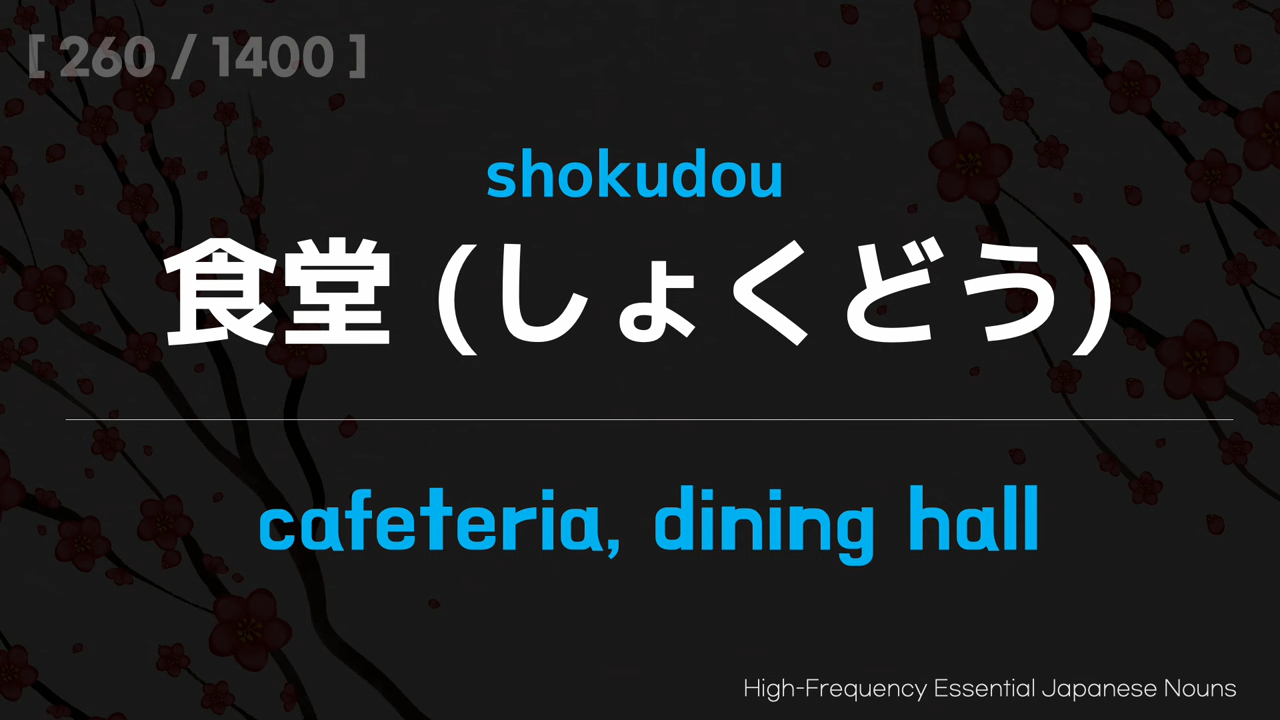 [ 260 / 1400 ]
shokudou
食堂 (しょくどう)
cafeteria, dining hall
High-Frequency Essential Japanese Nouns